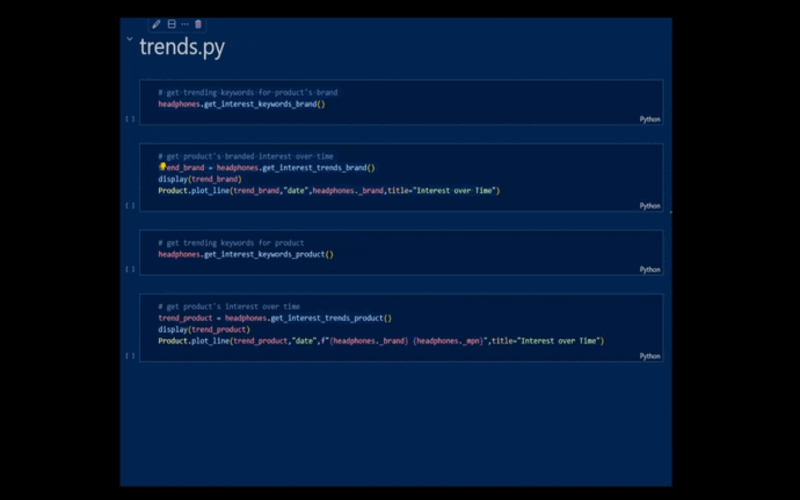 trends.py
# get trending keywords for product's brand
headphones.get_interest_keywords_brand()
[ ]
Python
# get product's branded interest over time
trend_brand = headphones.get_interest_trends_brand()
display(trend_brand)
Product.plot_line(trend_brand,"date",headphones._brand,title="Interest over Time")
[ ]
Python
# get trending keywords for product
headphones.get_interest_keywords_product()
[ ]
Python
# get product's interest over time
trend_product = headphones.get_interest_trends_product()
display(trend_product)
Product.plot_line(trend_product,"date",f"{headphones._brand} {headphones._mpn}",title="Interest over Time")
[ ]
Python